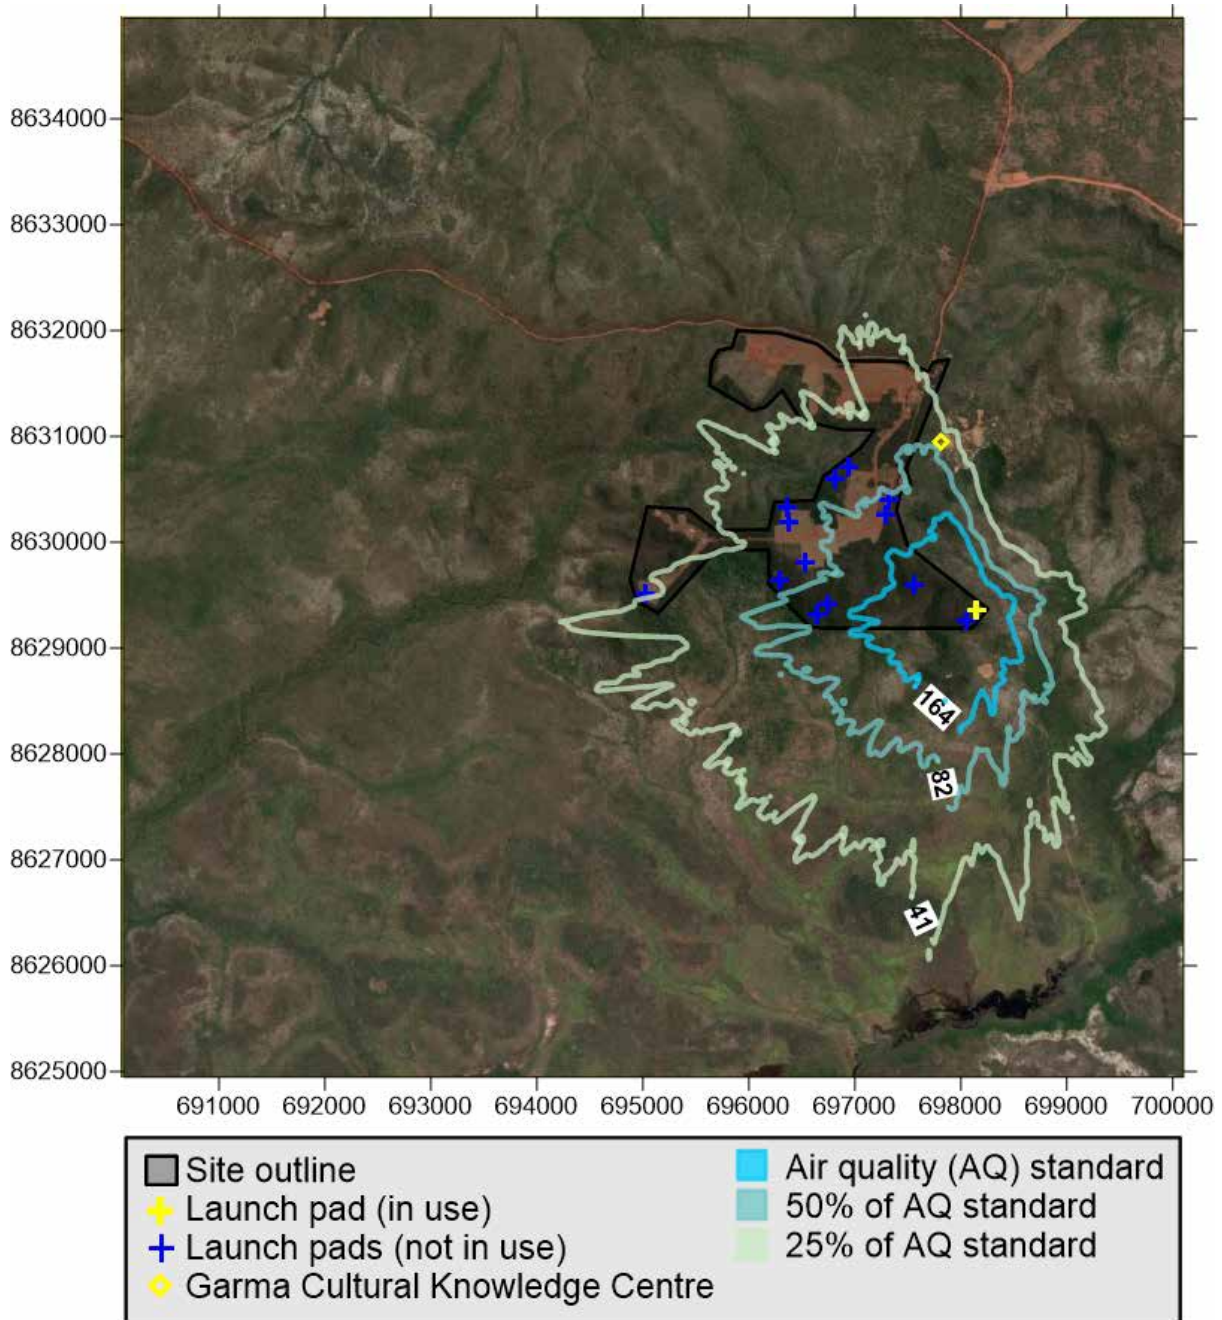 8634000
8633000
8632000
8631000
8630000
8629000
8628000
8627000
8626000
8625000
164
82
41
691000 692000 693000 694000 695000 696000 697000 698000 699000 700000
Site outline
Launch pad (in use)
Launch pads (not in use)
Garma Cultural Knowledge Centre
Air quality (AQ) standard
50% of AQ standard
25% of AQ standard